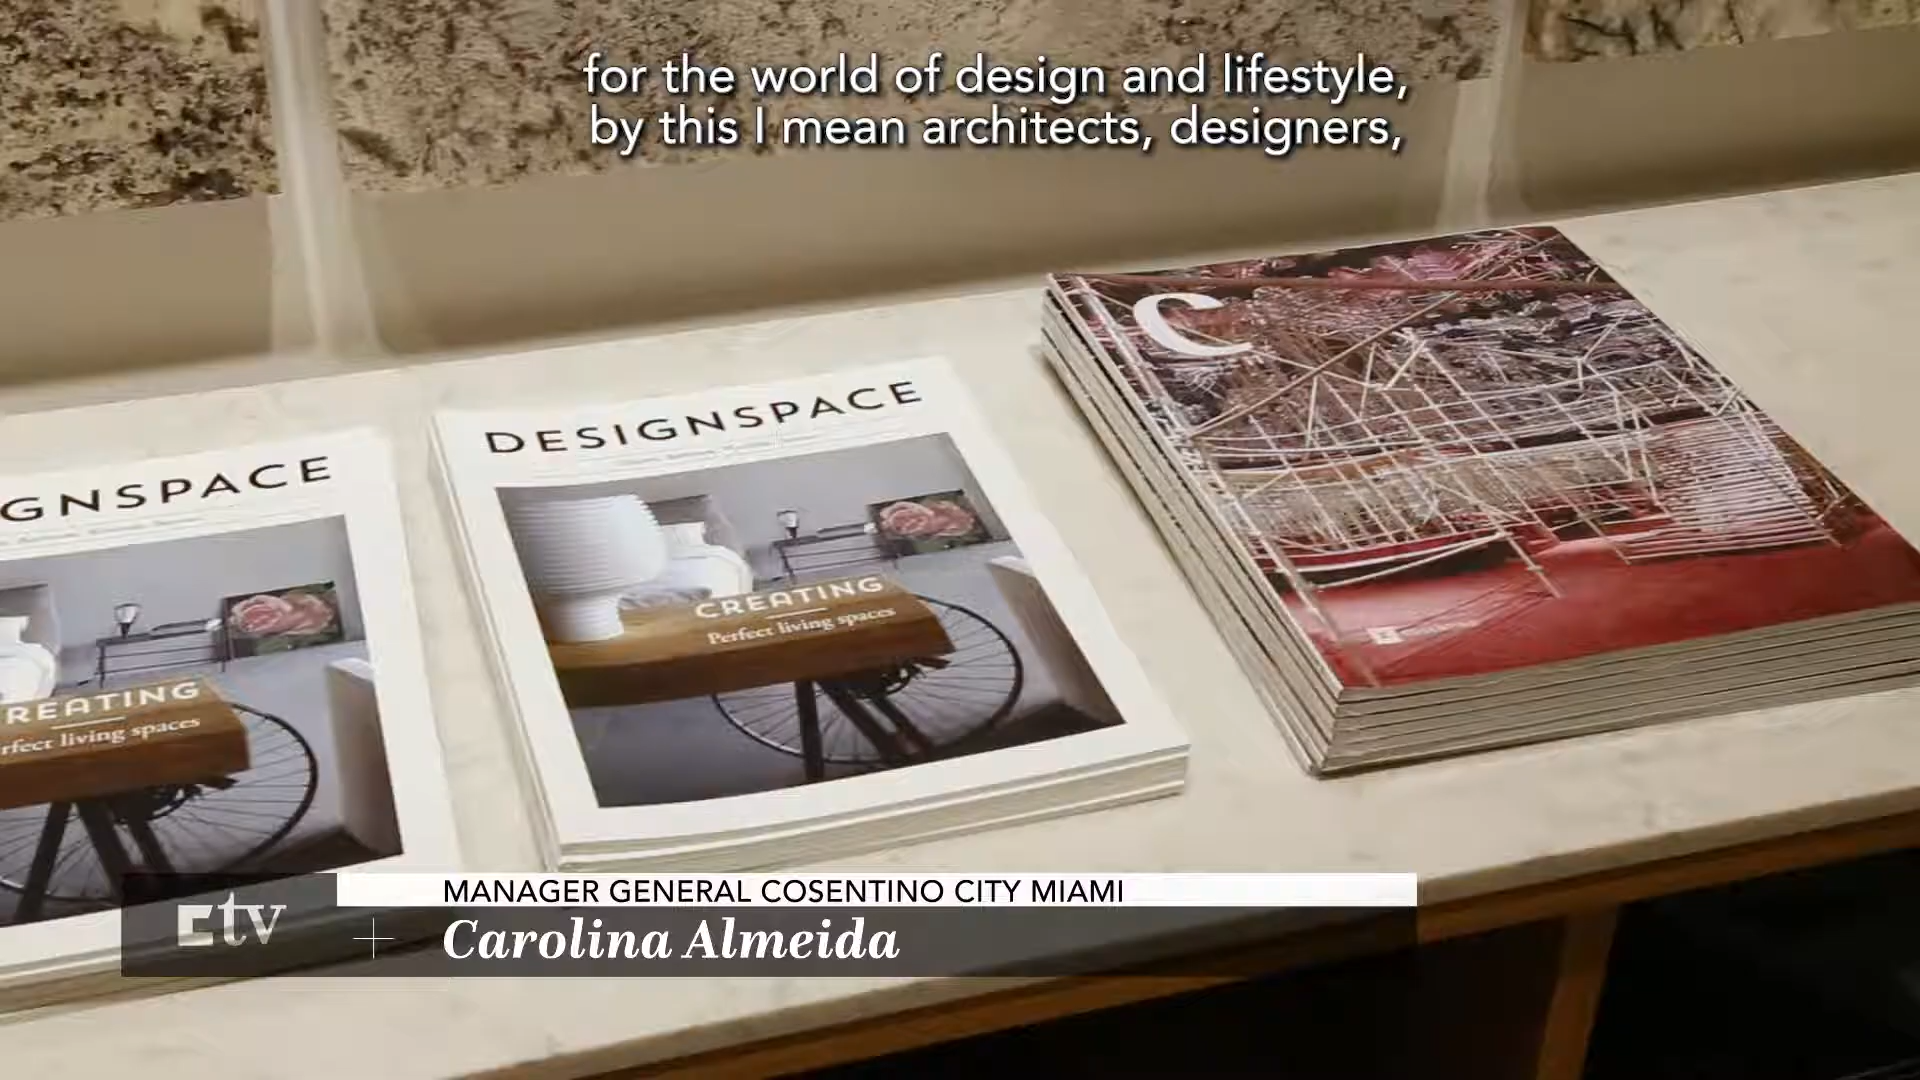 for the world of design and lifestyle,
by this I mean architects, designers,
C
DESIGNSPACE
CREATING
Perfect living spaces
GNSPACE
REATING
rfect living spaces
MANAGER GENERAL COSENTINO CITY MIAMI
tv
Carolina Almeida